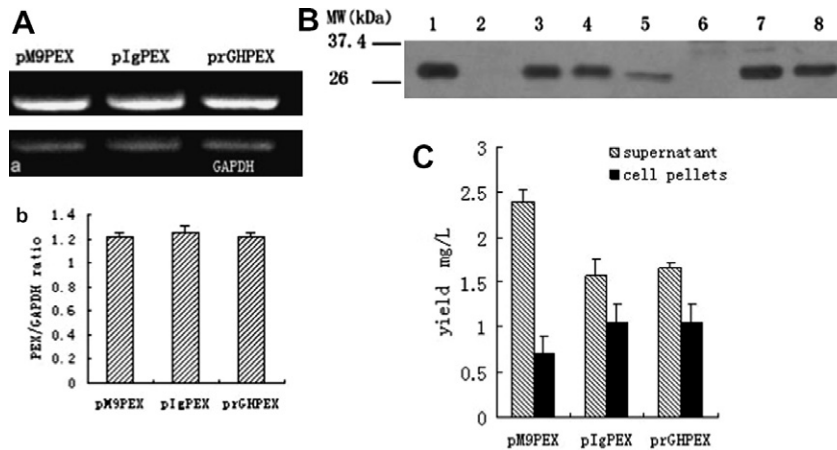 A
pM9PEX pIgPEX prGHPEX
a GAPDH
b
PEX/GAPDH ratio
1.4
1.2
1
0.8
0.6
0.4
0.2
0
pM9PEX pIgPEX prGHPEX
B MW(kDa) 1 2 3 4 5 6 7 8
37.4
26
C
supernatant
cell pellets
yield mg/L
3
2.5
2
1.5
1
0.5
0
pM9PEX pIgPEX prGHPEX